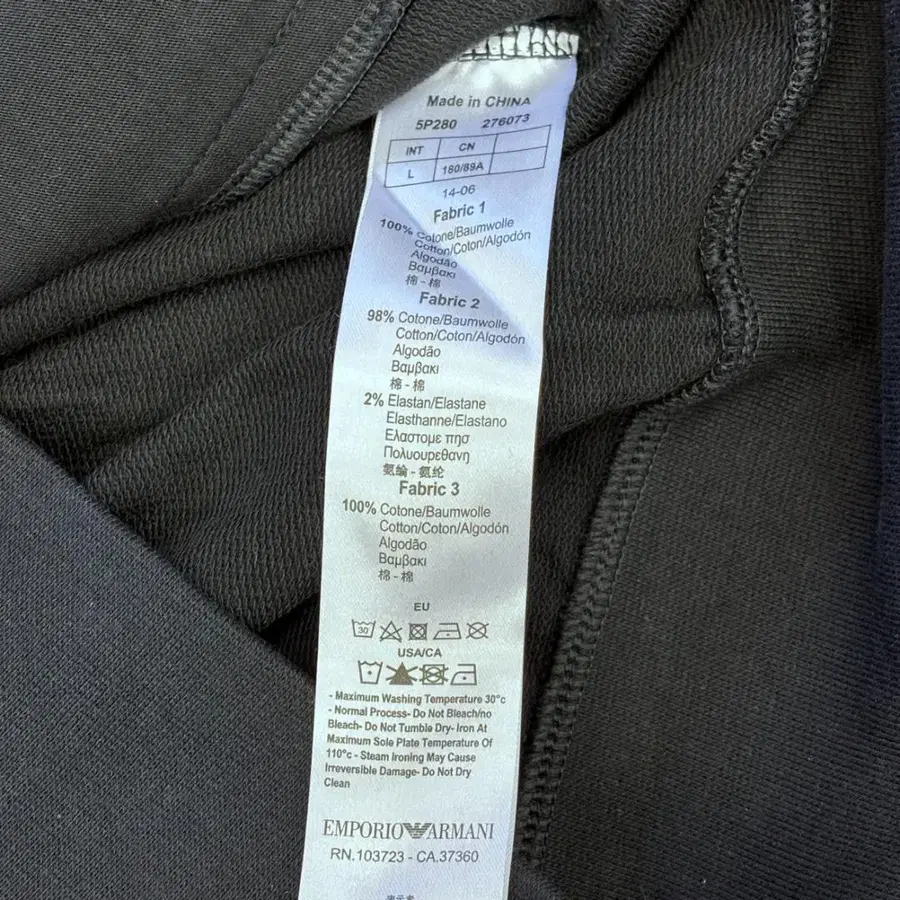 Made in CHINA
5P280 276073
INT CN
L 180/89A
14-06
Fabric 1
100% Cotone/Baumwolle
Cotton/Coton/Algodón
Algodão
Βαμβακι
棉 - 棉
Fabric 2
98% Cotone/Baumwolle
Cotton/Coton/Algodón
Algodão
Βαμβακι
棉 - 棉
2% Elastan/Elastane
Elasthanne/Elastano
Ελαστομε πησ
Πολυουρεθανη
氨綸 - 氨纶
Fabric 3
100% Cotone/Baumwolle
Cotton/Coton/Algodón
Algodão
Βαμβακι
棉 - 棉
EU
30
USA/CA
- Maximum Washing Temperature 30°c
- Normal Process- Do Not Bleach/no
Bleach- Do Not Tumble Dry- Iron At
Maximum Sole Plate Temperature Of
110°c - Steam Ironing May Cause
Irreversible Damage- Do Not Dry
Clean
EMPORIO ARMANI
RN.103723 - CA.37360